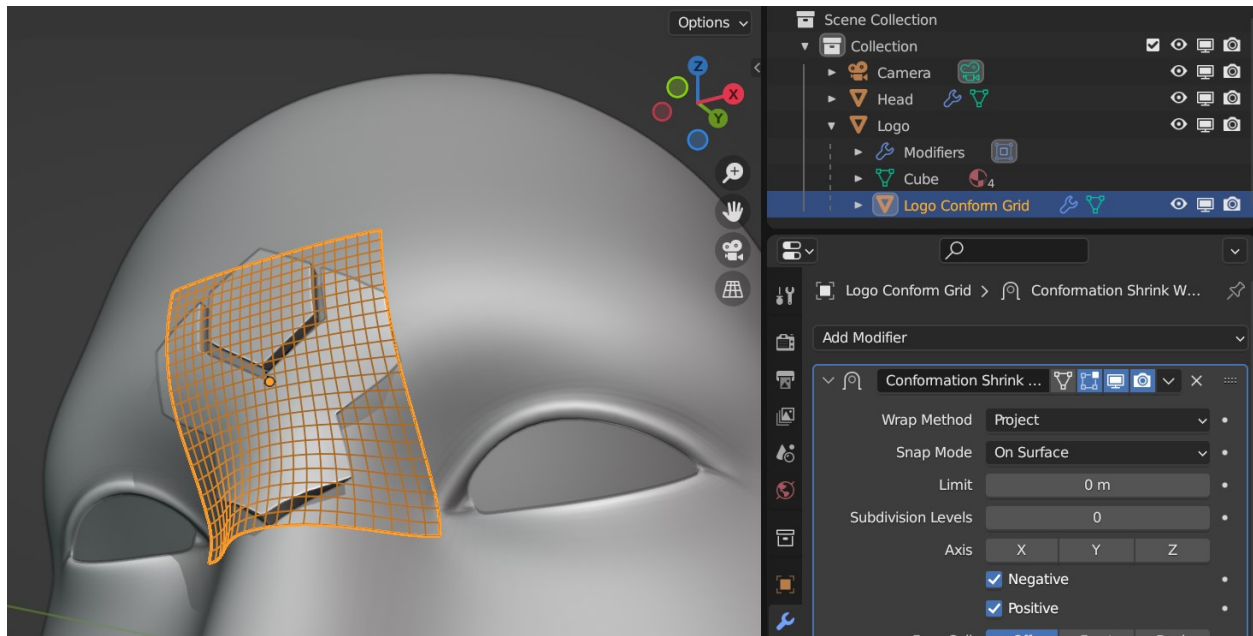 Options
Z
X
Y
Scene Collection
Collection
Camera
Head
Logo
Modifiers
Cube
4
Logo Conform Grid
Logo Conform Grid > Conformation Shrink W...
Add Modifier
Conformation Shrink ...
Wrap Method Project
Snap Mode On Surface
Limit 0 m
Subdivision Levels 0
Axis X Y Z
Negative
Positive